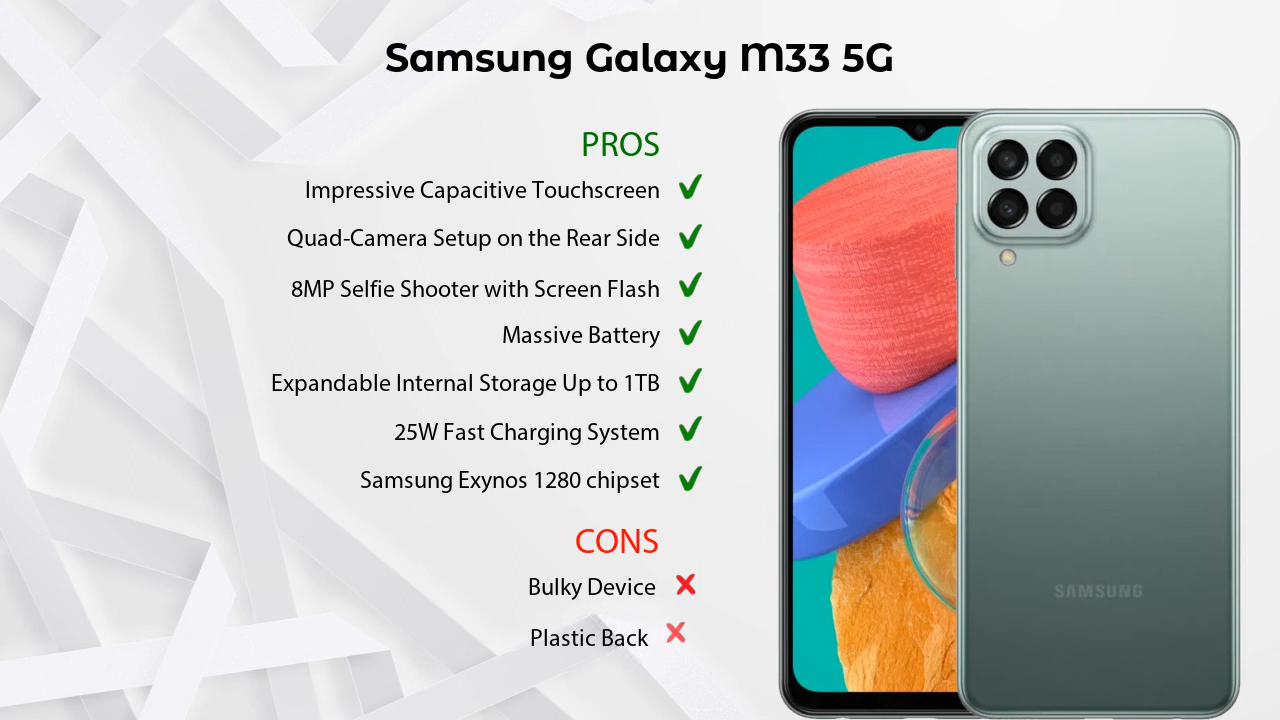 Samsung Galaxy M33 5G
PROS
Impressive Capacitive Touchscreen
Quad-Camera Setup on the Rear Side
8MP Selfie Shooter with Screen Flash
Massive Battery
Expandable Internal Storage Up to 1TB
25W Fast Charging System
Samsung Exynos 1280 chipset
CONS
Bulky Device
Plastic Back
SAMSUNG